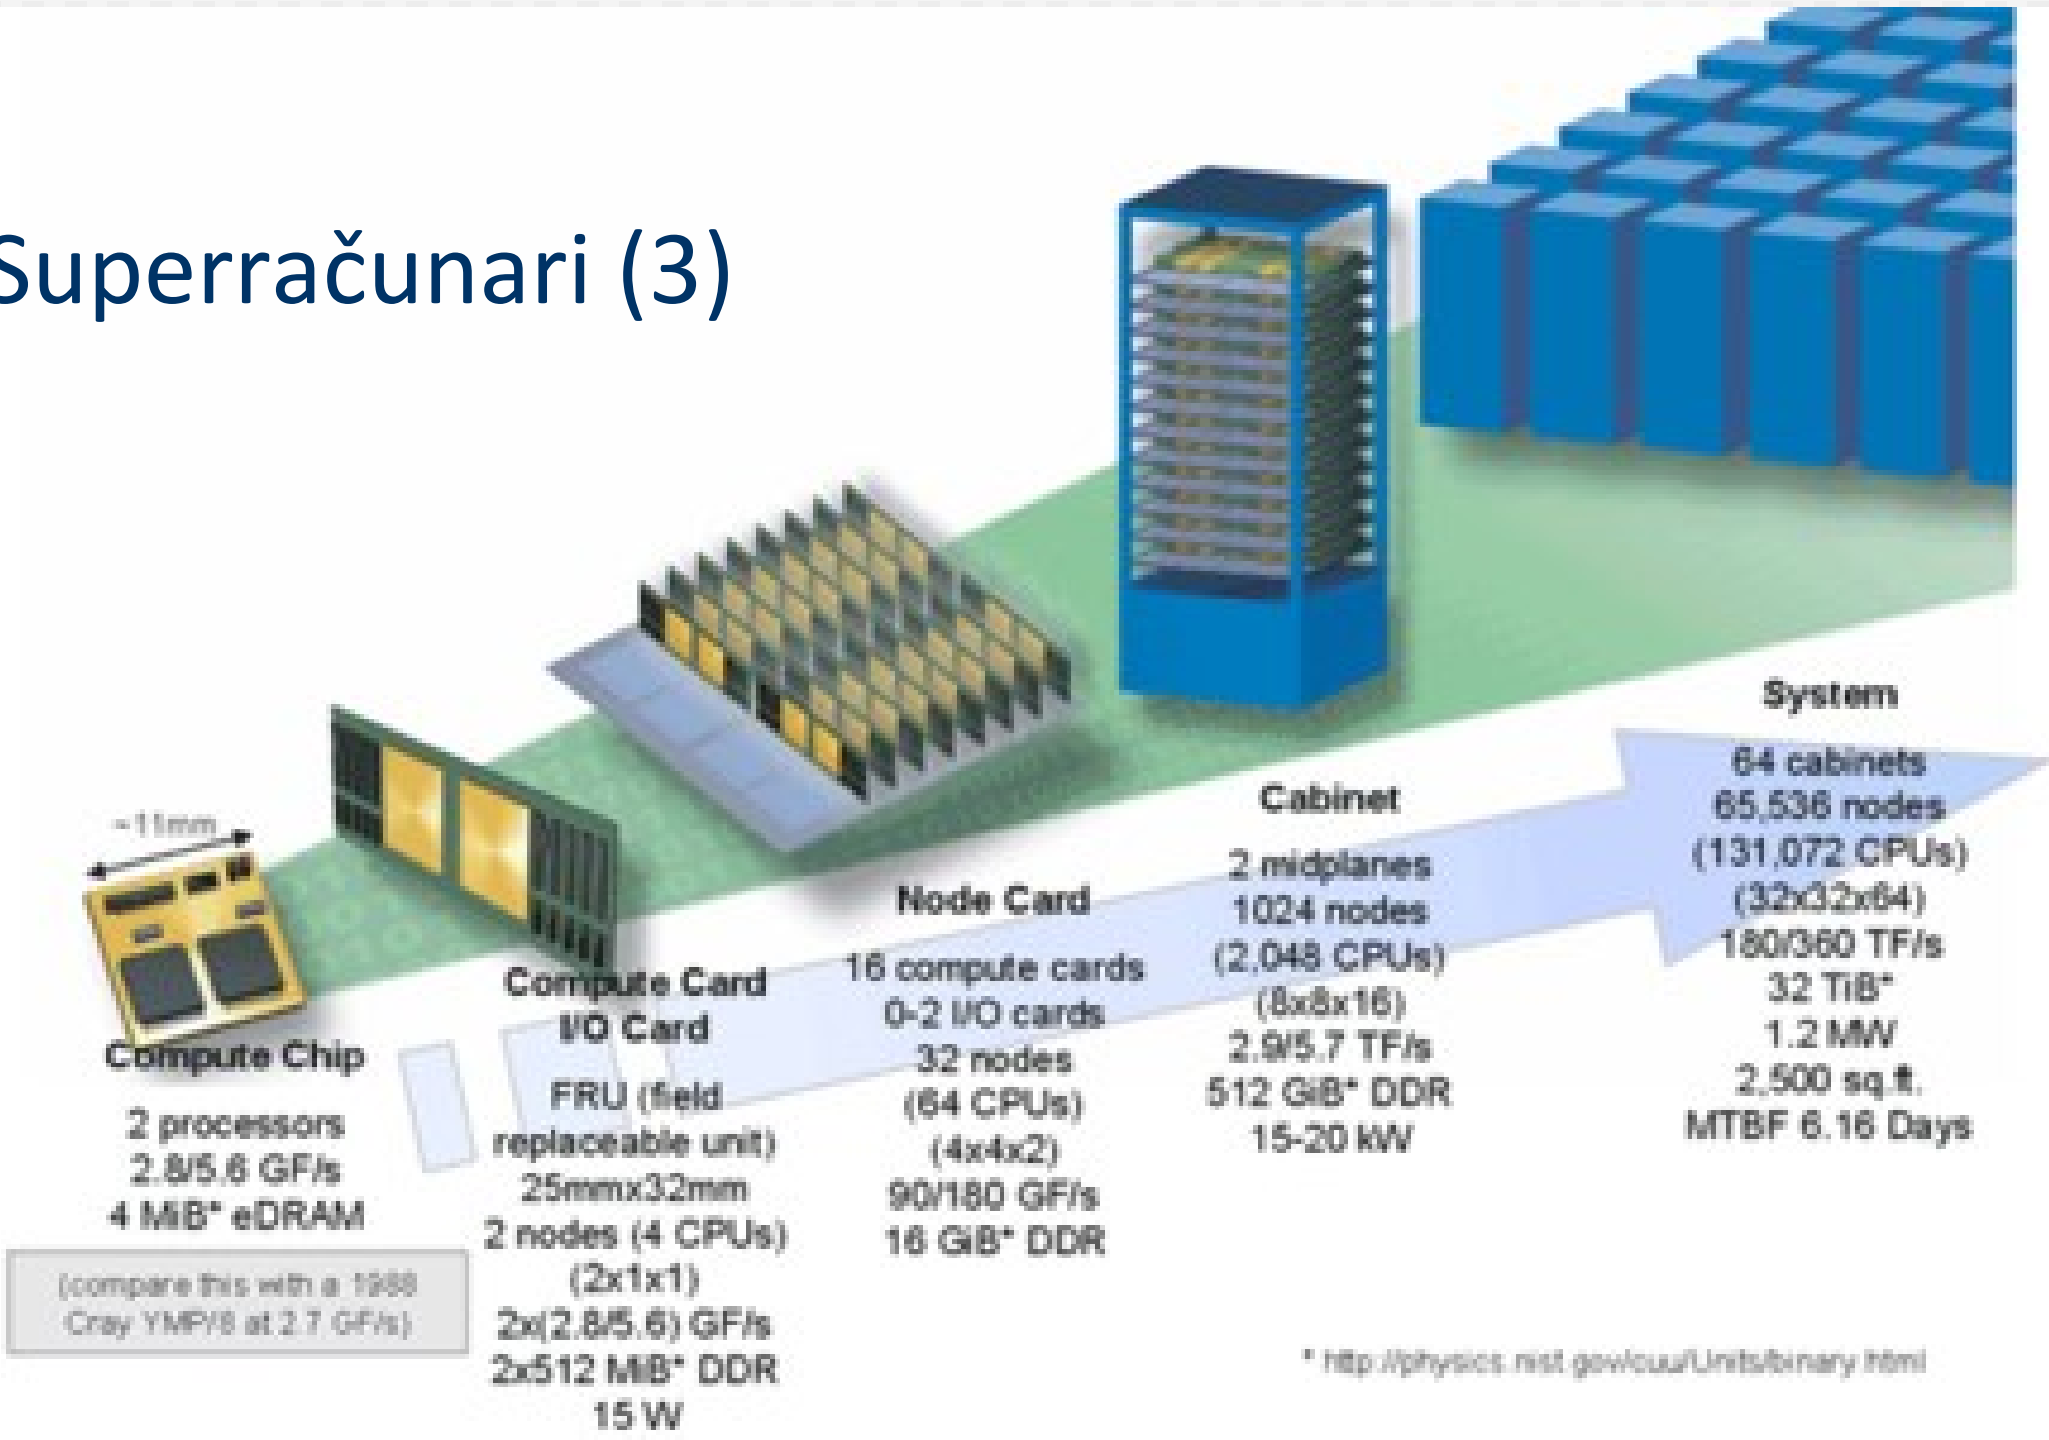 Superračunari (3)
~11mm
Compute Chip
2 processors
2.8/5.6 GF/s
4 MiB* eDRAM
(compare this with a 1988
Cray YMP/8 at 2.7 GF/s)
Compute Card
I/O Card
FRU (field
replaceable unit)
25mmx32mm
2 nodes (4 CPUs)
(2x1x1)
2x(2.8/5.6) GF/s
2x512 MiB* DDR
15 W
Node Card
16 compute cards
0-2 I/O cards
32 nodes
(64 CPUs)
(4x4x2)
90/180 GF/s
16 GiB* DDR
Cabinet
2 midplanes
1024 nodes
(2,048 CPUs)
(8x8x16)
2.9/5.7 TF/s
512 GiB* DDR
15-20 kW
System
64 cabinets
65,536 nodes
(131,072 CPUs)
(32x32x64)
180/360 TF/s
32 TiB*
1.2 MW
2,500 sq.ft.
MTBF 6.16 Days
* http://physics.nist.gov/cuu/Units/binary.html